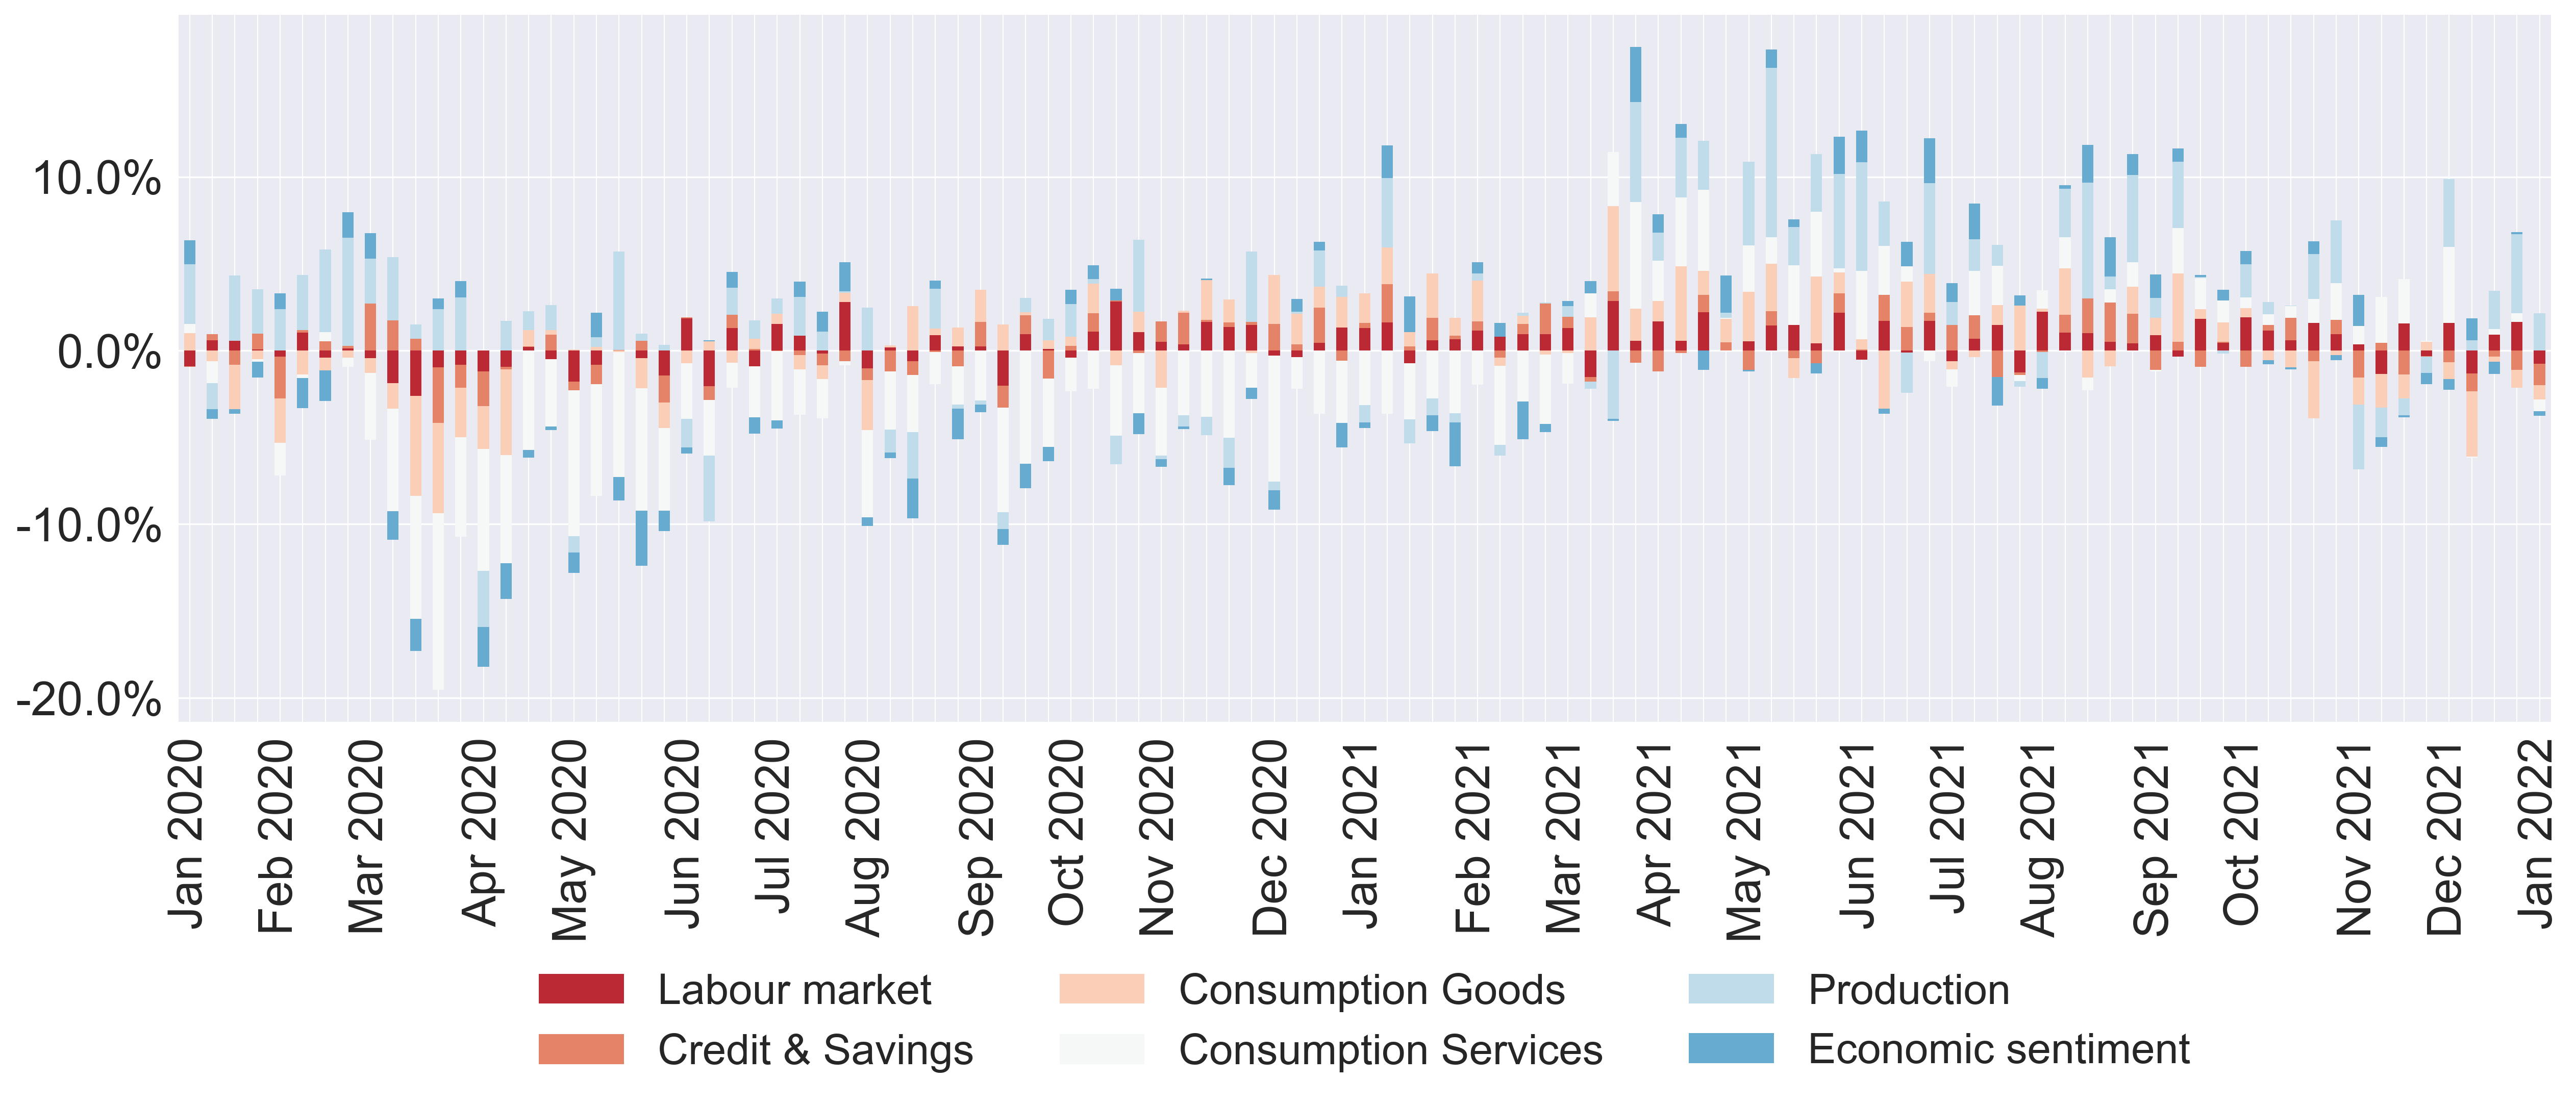 10.0%
0.0%
-10.0%
-20.0%
Jan 2020
Feb 2020
Mar 2020
Apr 2020
May 2020
Jun 2020
Jul 2020
Aug 2020
Sep 2020
Oct 2020
Nov 2020
Dec 2020
Jan 2021
Feb 2021
Mar 2021
Apr 2021
May 2021
Jun 2021
Jul 2021
Aug 2021
Sep 2021
Oct 2021
Nov 2021
Dec 2021
Jan 2022
Labour market
Credit & Savings
Consumption Goods
Consumption Services
Production
Economic sentiment